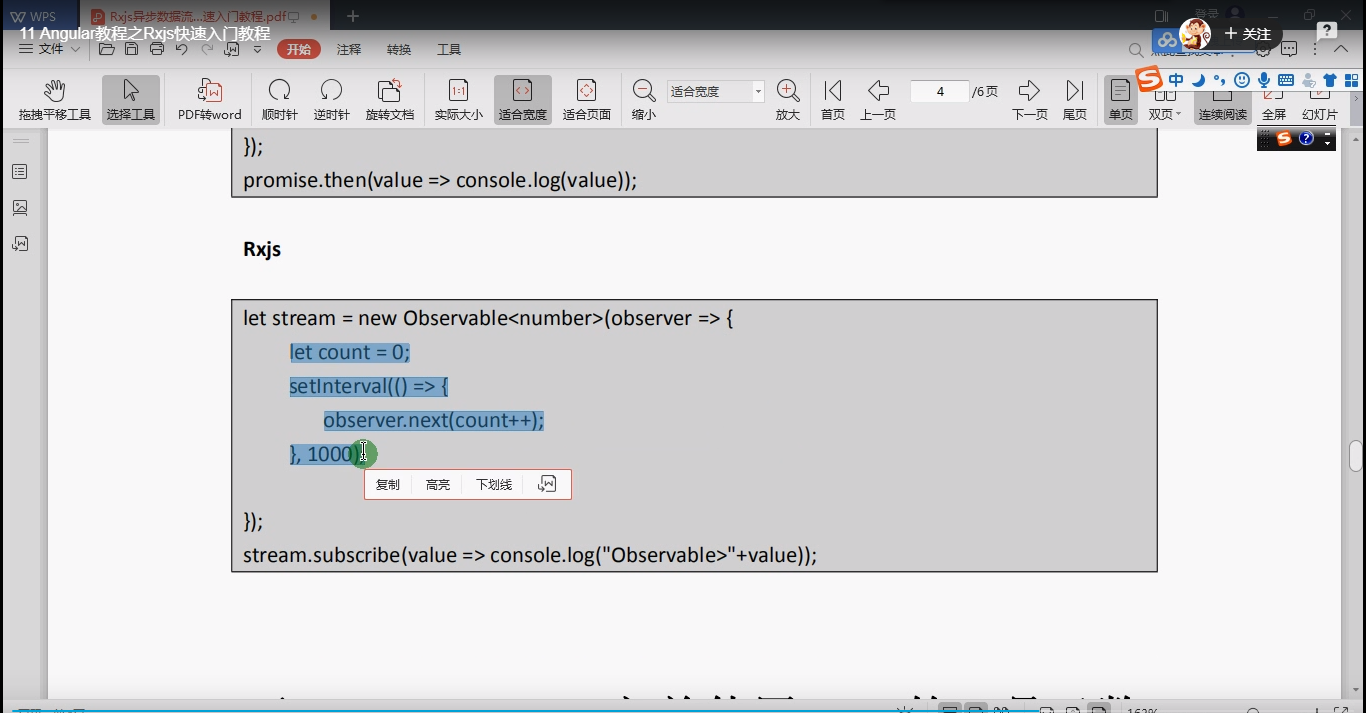 WPS
Rxjs异步数据流...速入门教程.pdf
登录
11 Angular教程之Rxjs快速入门教程
+ 关注
文件
开始
注释
转换
工具
中
拖拽平移工具
选择工具
PDF转word
顺时针
逆时针
旋转文档
1:1
实际大小
适合宽度
适合页面
缩小
适合宽度
放大
首页
上一页
4
/6页
下一页
尾页
单页
双页
连续阅读
全屏
幻灯片
});
promise.then(value => console.log(value));
Rxjs
let stream = new Observable<number>(observer => {
let count = 0;
setInterval(() => {
observer.next(count++);
}, 1000);
复制
高亮
下划线
});
stream.subscribe(value => console.log("Observable>"+value));